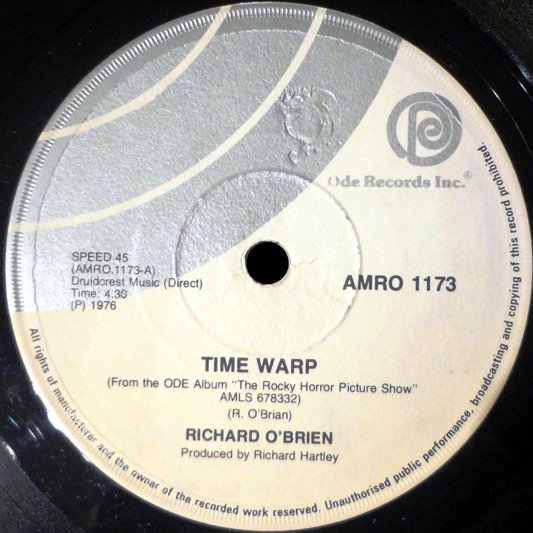 Ode Records Inc.®
SPEED 45
(AMRO.1173-A)
Druidcrest Music (Direct)
Time: 4.30
(P) 1976
AMRO 1173
TIME WARP
(From the ODE Album "The Rocky Horror Picture Show"
AMLS 678332)
(R. O'Brian)
RICHARD O'BRIEN
Produced by Richard Hartley
All rights of manufacturer and the owner of the recorded work reserved. Unauthorised public performance, broadcasting and copying of this record prohibited.